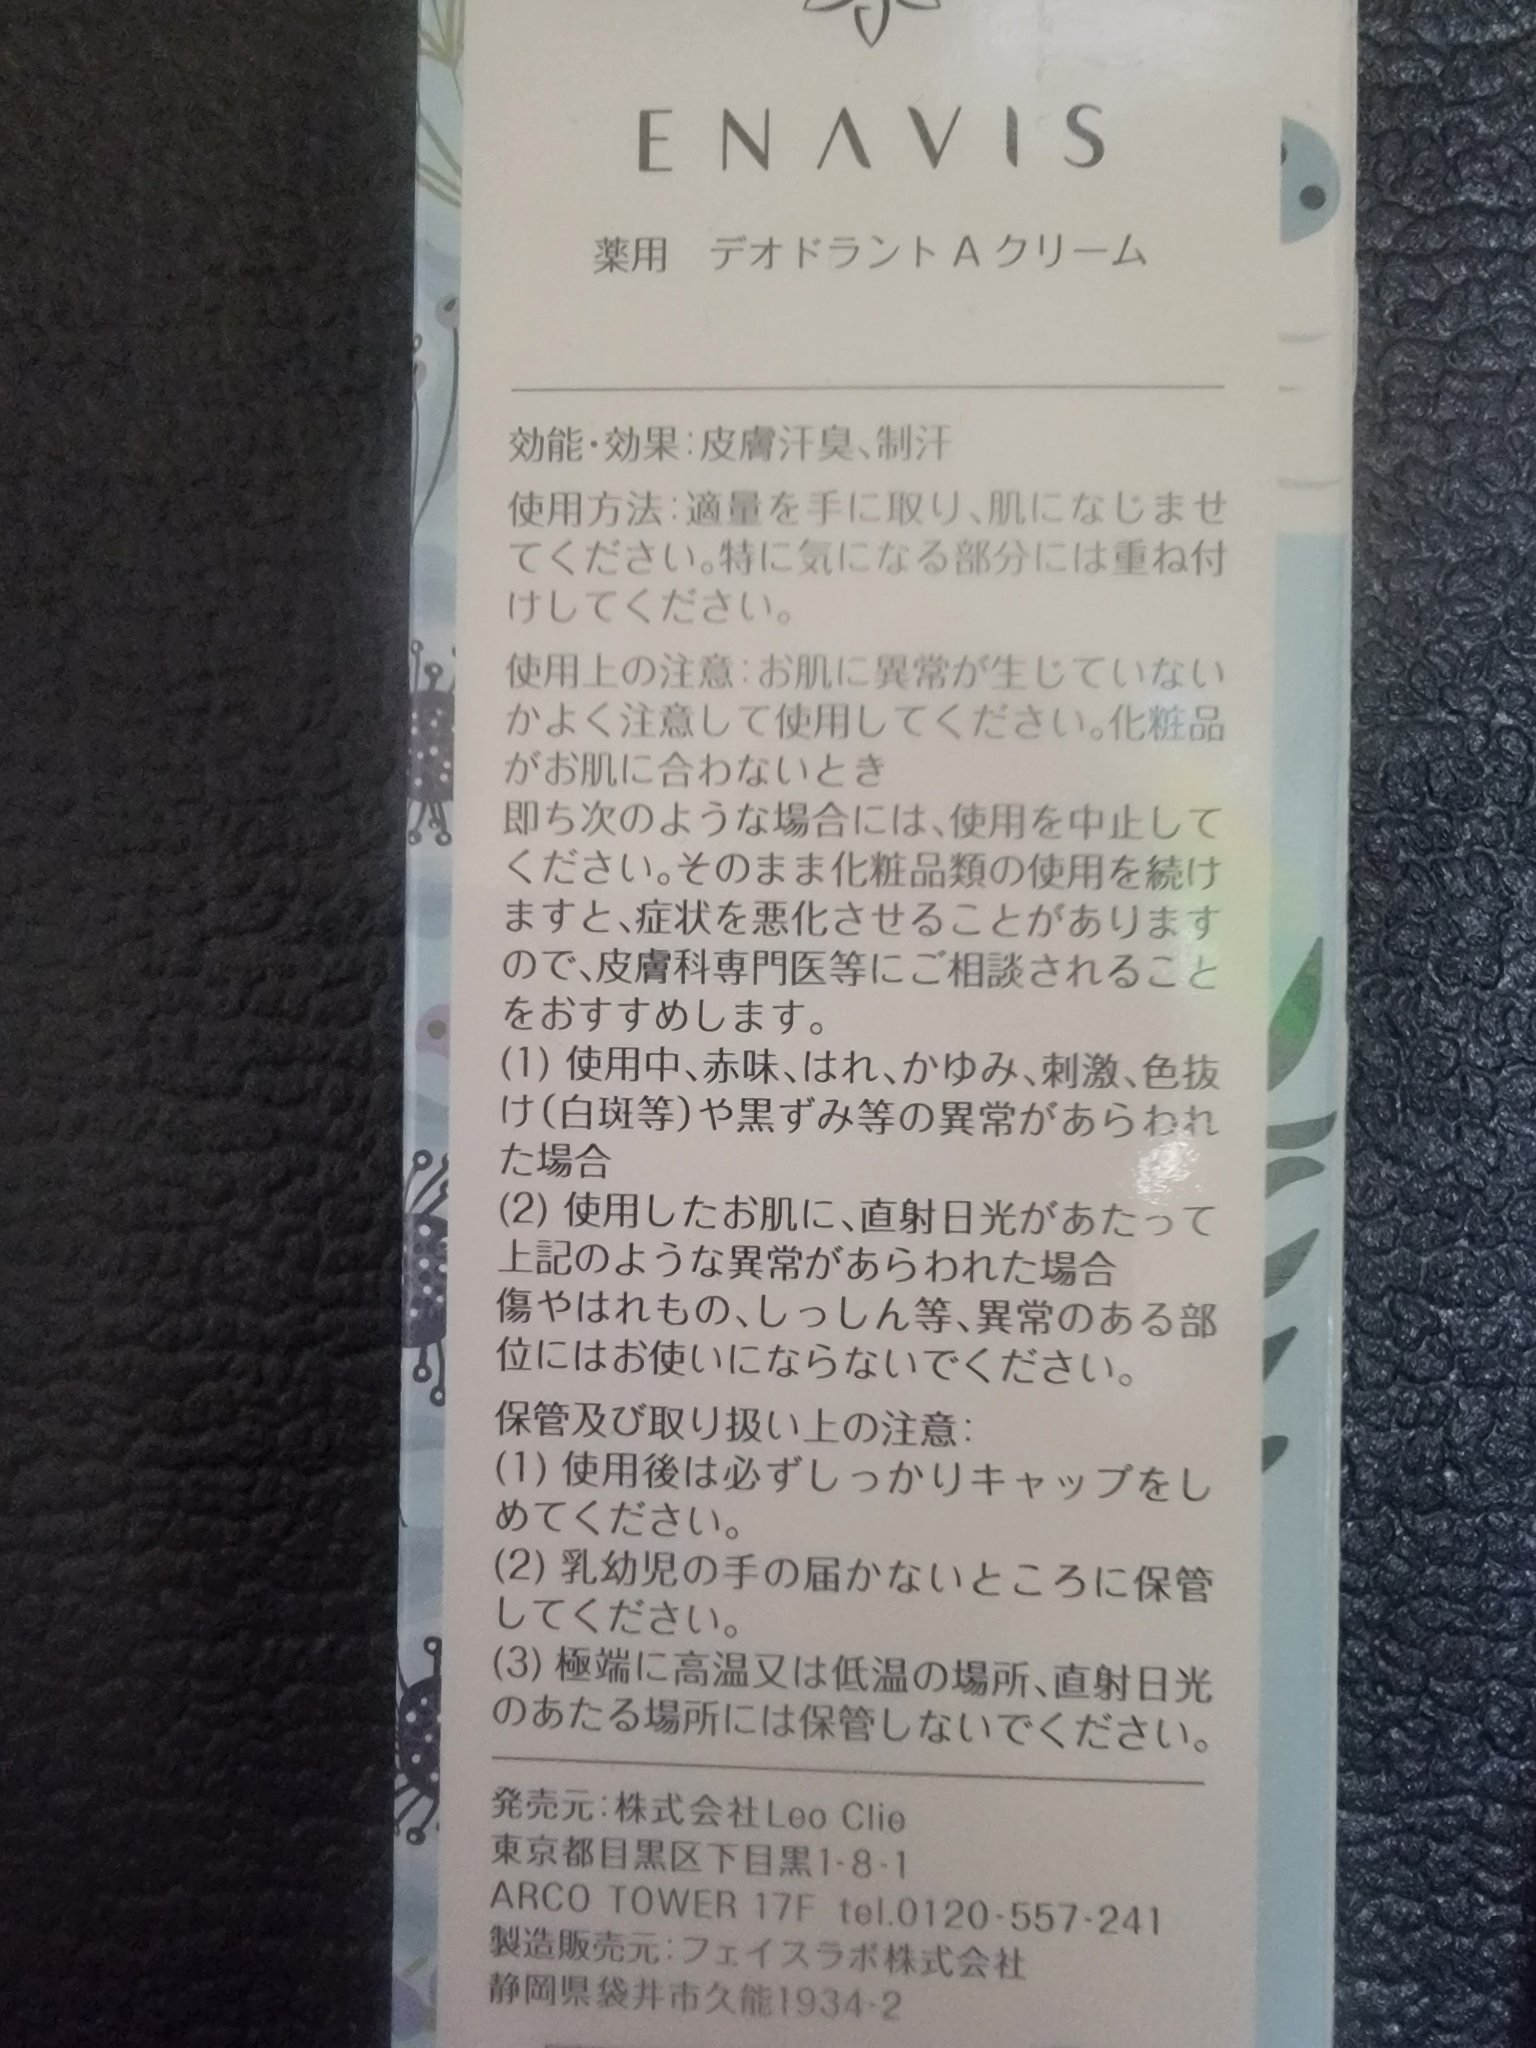 ENAVIS
薬用 デオドラントAクリーム
効能・効果:皮膚汗臭、制汗
使用方法:適量を手に取り、肌になじませ
てください。特に気になる部分には重ね付
けしてください。
使用上の注意:お肌に異常が生じていない
かよく注意して使用してください。化粧品
がお肌に合わないとき
即ち次のような場合には、使用を中止して
ください。そのまま化粧品類の使用を続け
ますと、症状を悪化させることがあります
ので、皮膚科専門医等にご相談されること
をおすすめします。
(1) 使用中、赤味、はれ、かゆみ、刺激、色抜
け(白斑等)や黒ずみ等の異常があらわれ
た場合
(2) 使用したお肌に、直射日光があたって
上記のような異常があらわれた場合
傷やはれもの、しっしん等、異常のある部
位にはお使いにならないでください。
保管及び取り扱い上の注意:
(1) 使用後は必ずしっかりキャップをし
めてください。
(2) 乳幼児の手の届かないところに保管
してください。
(3) 極端に高温又は低温の場所、直射日光
のあたる場所には保管しないでください。
発売元:株式会社Leo Clie
東京都目黒区下目黒1-8-1
ARCO TOWER 17F tel.0120-557-241
製造販売元:フェイスラボ株式会社
静岡県袋井市久能1934-2